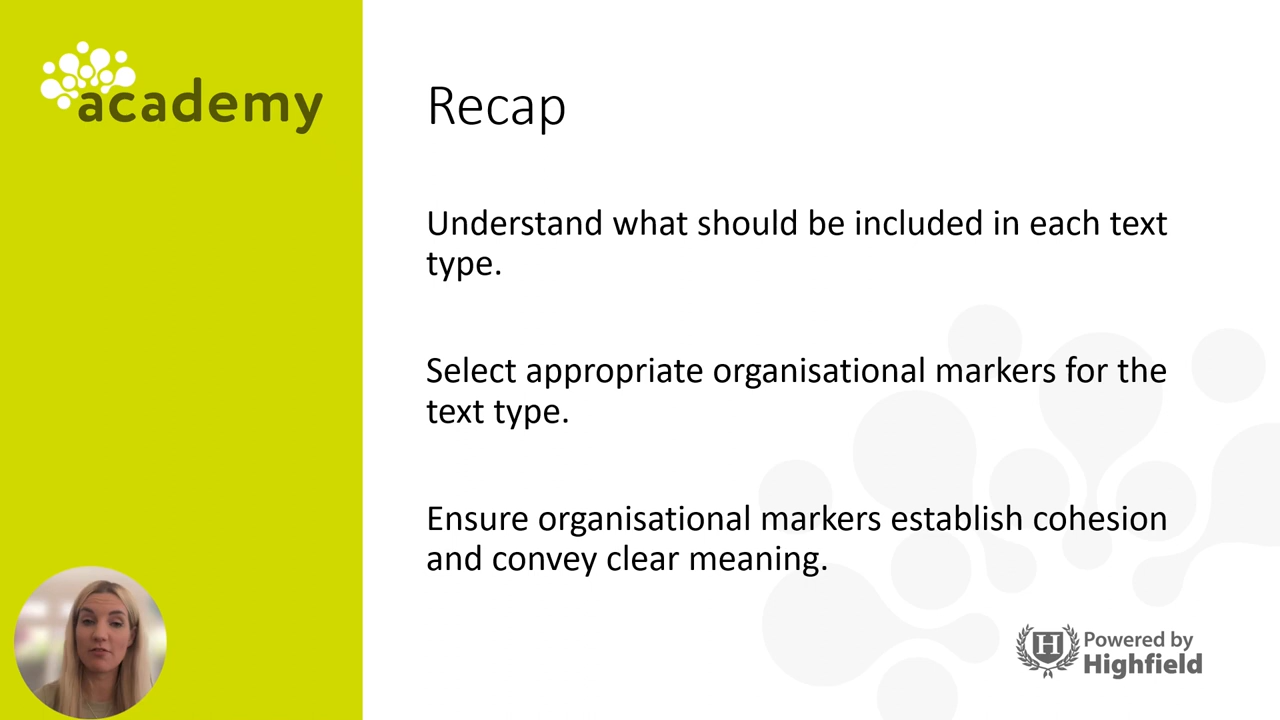 academy
Recap
Understand what should be included in each text
type.
Select appropriate organisational markers for the
text type.
Ensure organisational markers establish cohesion
and convey clear meaning.
H
Powered by
Highfield